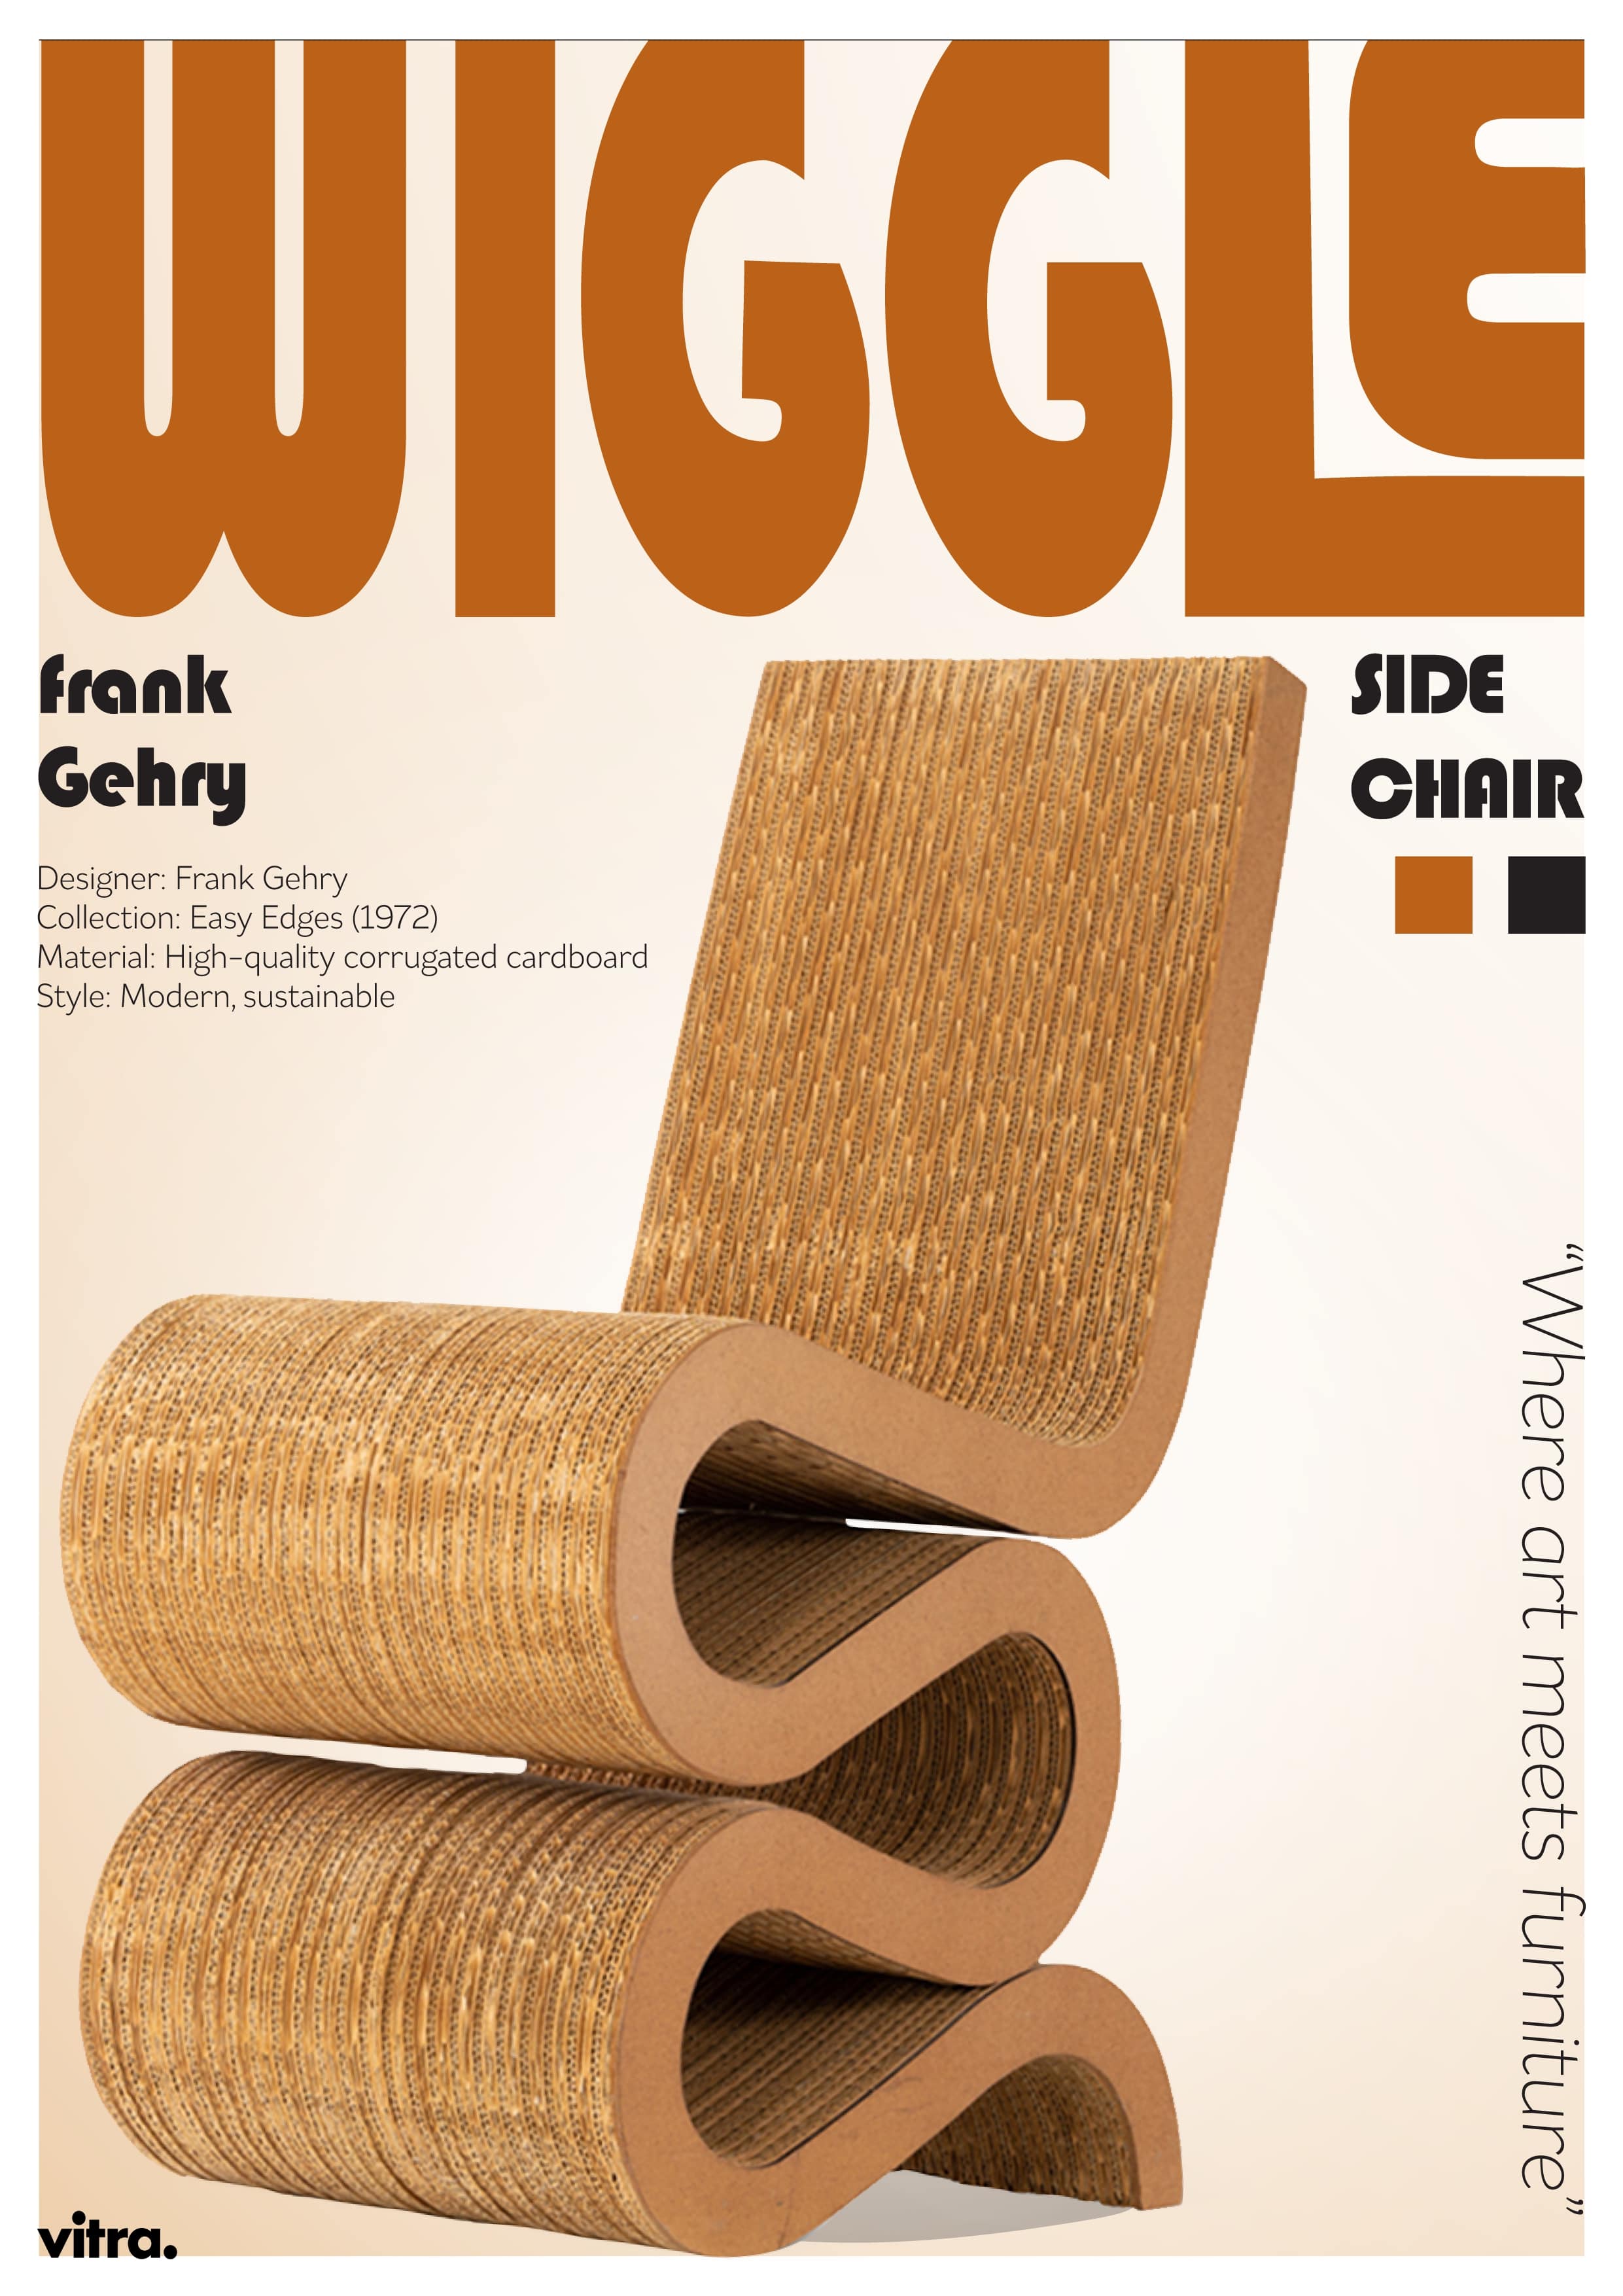 WIGGLE
Frank
Gehry
SIDE
CHAIR
Designer: Frank Gehry
Collection: Easy Edges (1972)
Material: High-quality corrugated cardboard
Style: Modern, sustainable
“Where art meets furniture”
vitra.